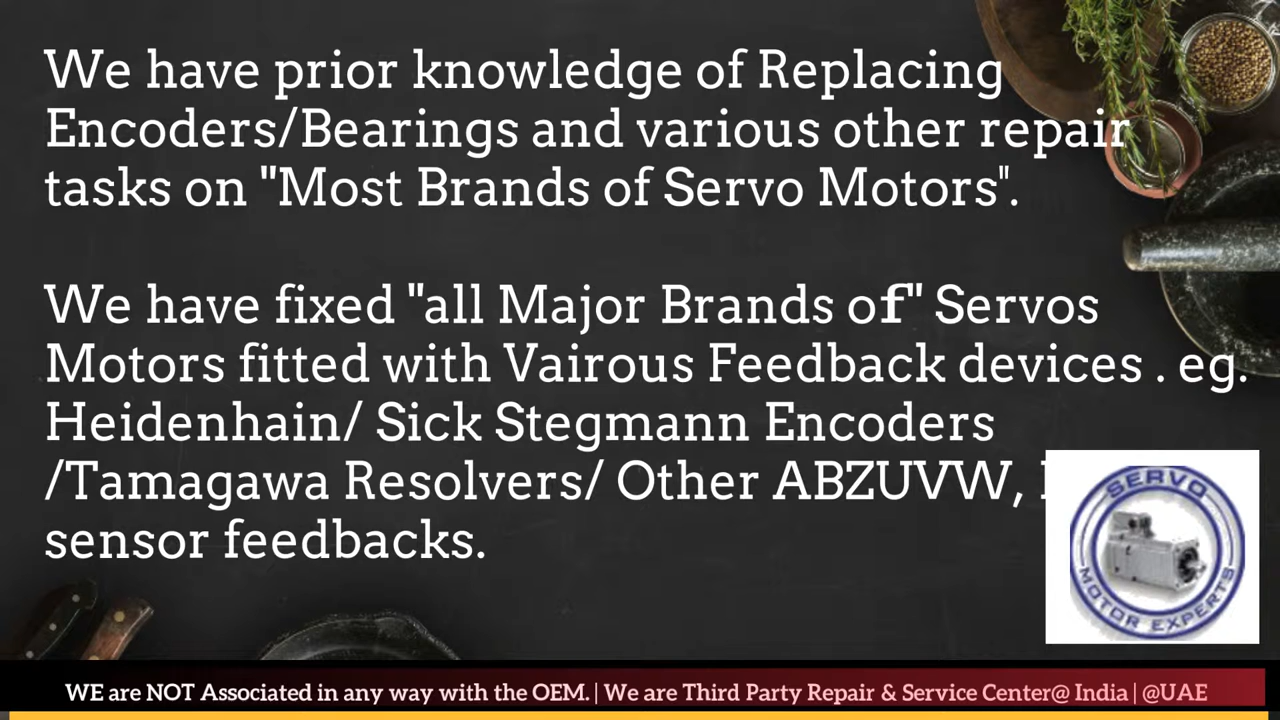 We have prior knowledge of Replacing
Encoders/Bearings and various other repair
tasks on "Most Brands of Servo Motors".
We have fixed "all Major Brands of" Servos
Motors fitted with Vairous Feedback devices . eg.
Heidenhain/ Sick Stegmann Encoders
/Tamagawa Resolvers/ Other ABZUVW,
sensor feedbacks.
SERVO
MOTOR EXPERTS
WE are NOT Associated in any way with the OEM. | We are Third Party Repair & Service Center@ India | @UAE